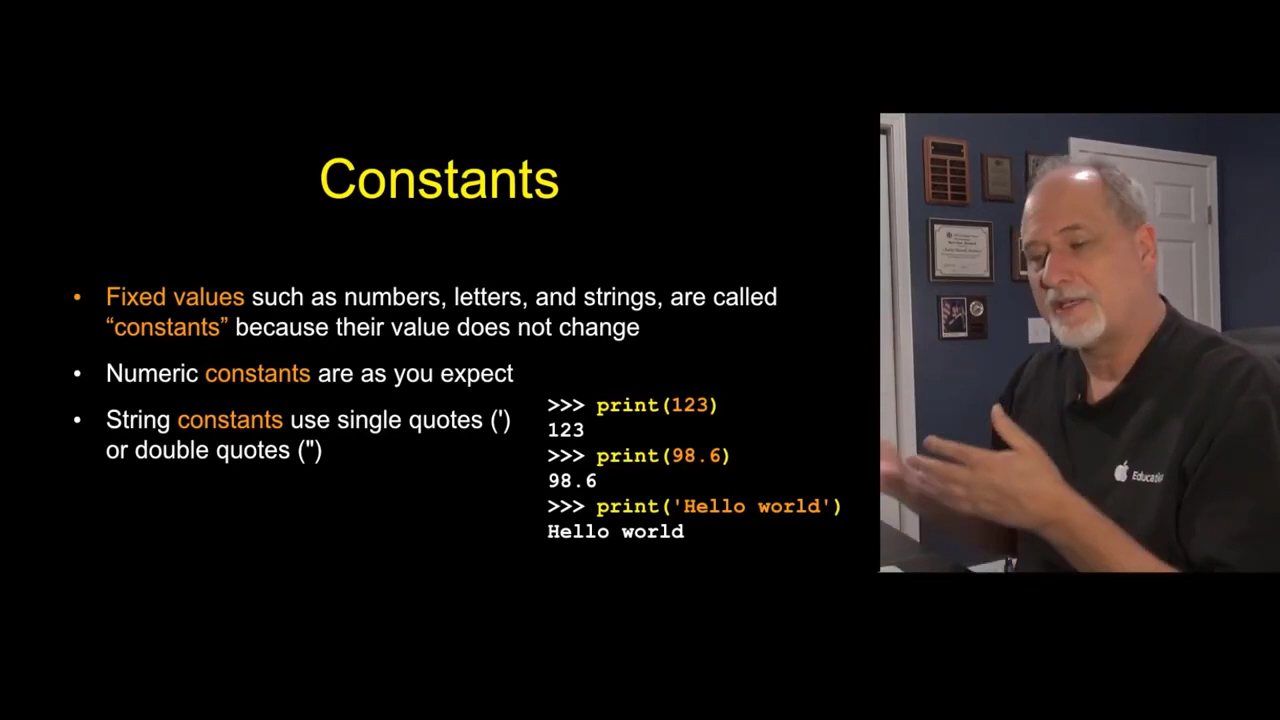 Constants
• Fixed values such as numbers, letters, and strings, are called
“constants” because their value does not change
• Numeric constants are as you expect
• String constants use single quotes (')
or double quotes (")
>>> print(123)
123
>>> print(98.6)
98.6
>>> print('Hello world')
Hello world